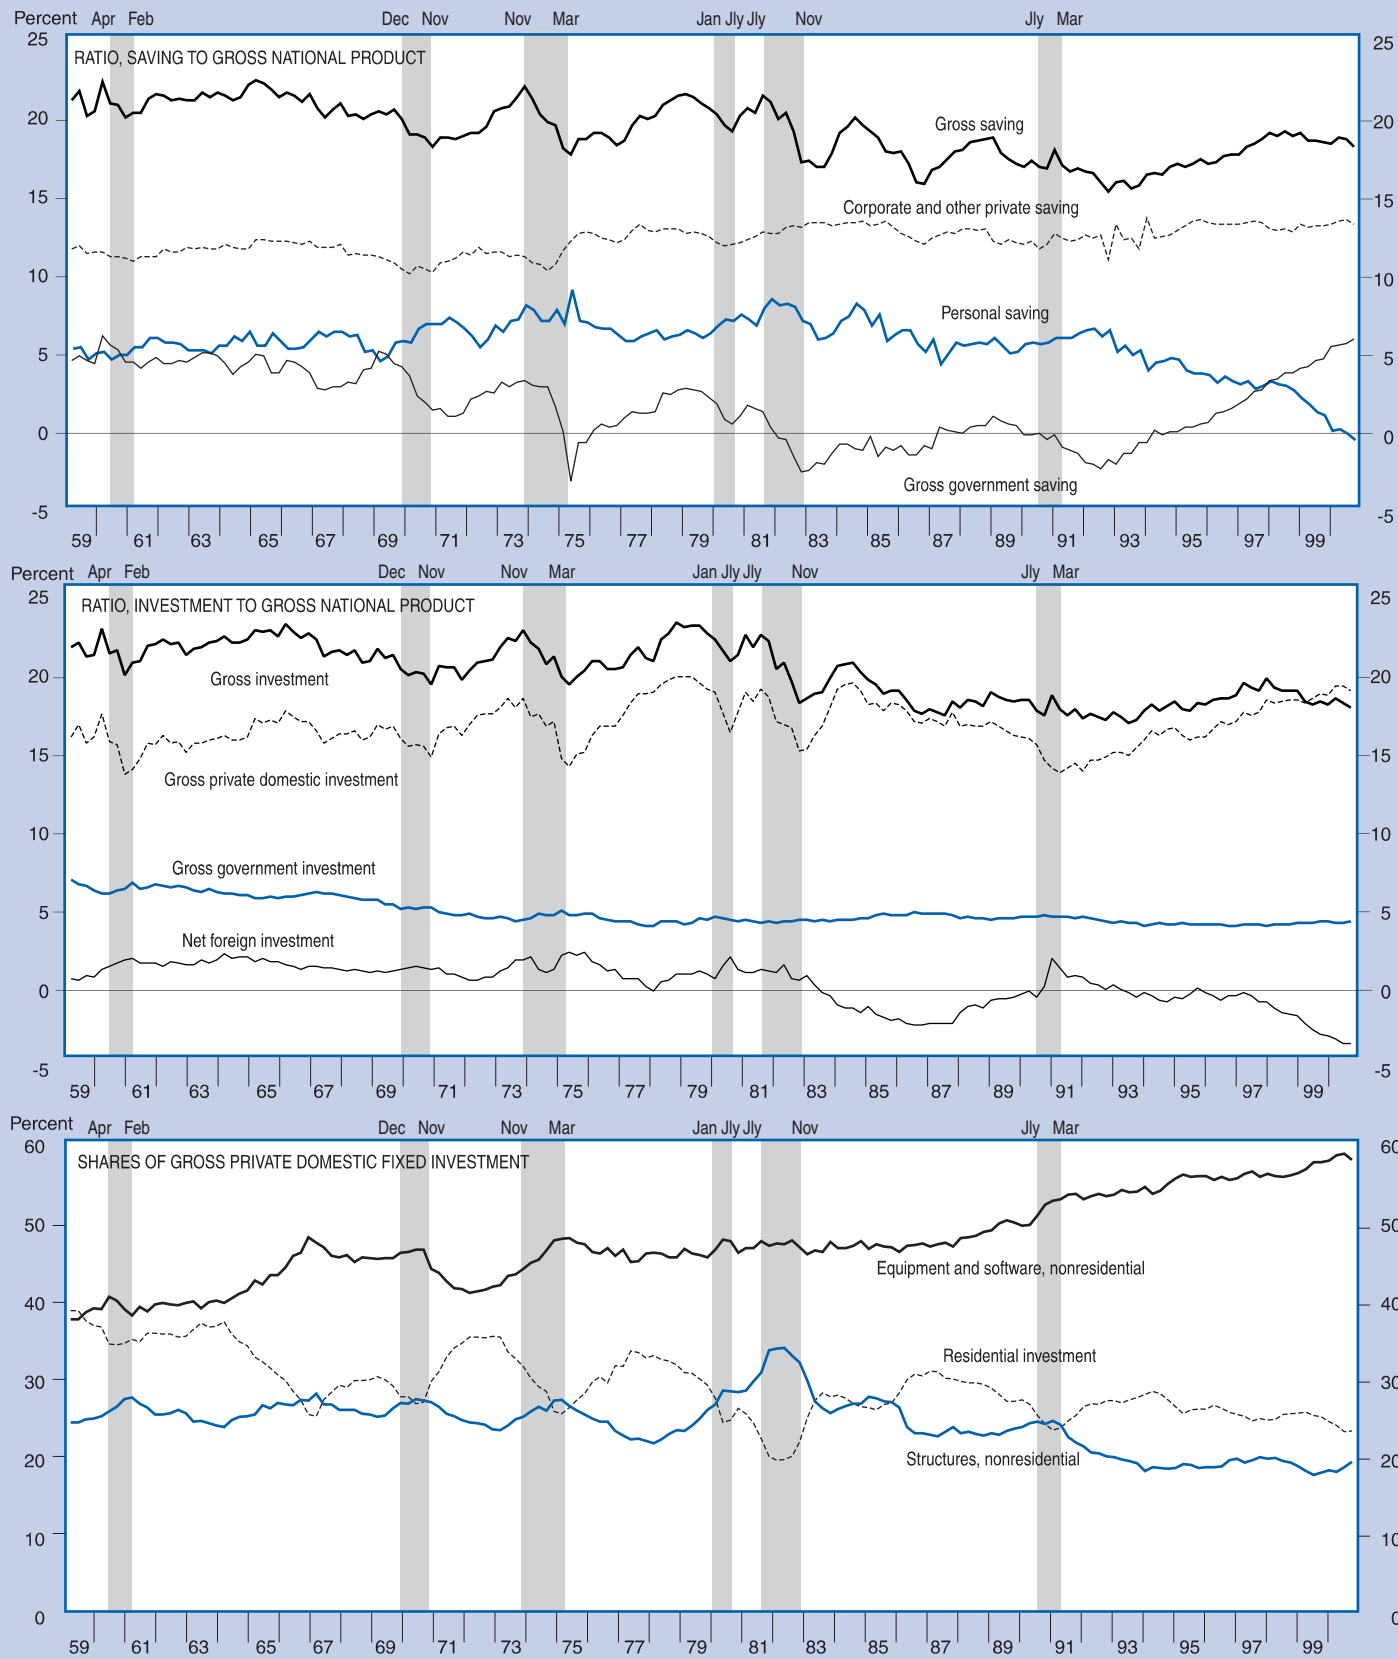 Percent Apr Feb Dec Nov Nov Mar Jan Jly Jly Nov Jly Mar
25 25
RATIO, SAVING TO GROSS NATIONAL PRODUCT
20 Gross saving 20
15 15
Corporate and other private saving
10 10
Personal saving
5 5
0 0
Gross government saving
-5 -5
59 61 63 65 67 69 71 73 75 77 79 81 83 85 87 89 91 93 95 97 99
Percent Apr Feb Dec Nov Nov Mar Jan Jly Jly Nov Jly Mar
25 25
RATIO, INVESTMENT TO GROSS NATIONAL PRODUCT
20 20
Gross investment
15 15
Gross private domestic investment
10 10
Gross government investment
5 5
Net foreign investment
0 0
-5 -5
59 61 63 65 67 69 71 73 75 77 79 81 83 85 87 89 91 93 95 97 99
Percent Apr Feb Dec Nov Nov Mar Jan Jly Jly Nov Jly Mar
60 60
SHARES OF GROSS PRIVATE DOMESTIC FIXED INVESTMENT
50 50
Equipment and software, nonresidential
40 40
Residential investment
30 30
Structures, nonresidential
20 20
10 10
0 0
59 61 63 65 67 69 71 73 75 77 79 81 83 85 87 89 91 93 95 97 99